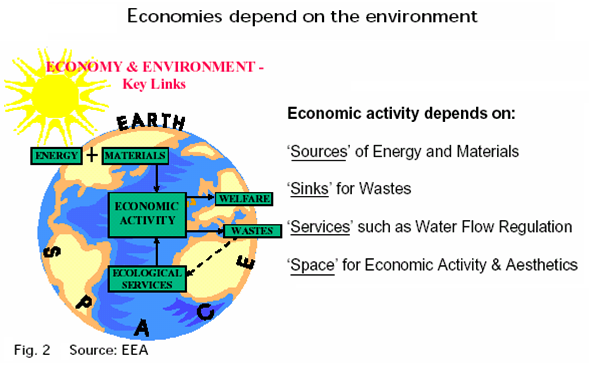 Economies depend on the environment
ECONOMY & ENVIRONMENT -
Key Links
EARTH
ENERGY + MATERIALS
ECONOMIC
ACTIVITY
WELFARE
WASTES
ECOLOGICAL
SERVICES
SPACE
Economic activity depends on:
‘Sources’ of Energy and Materials
‘Sinks’ for Wastes
‘Services’ such as Water Flow Regulation
‘Space’ for Economic Activity & Aesthetics
Fig. 2 Source: EEA